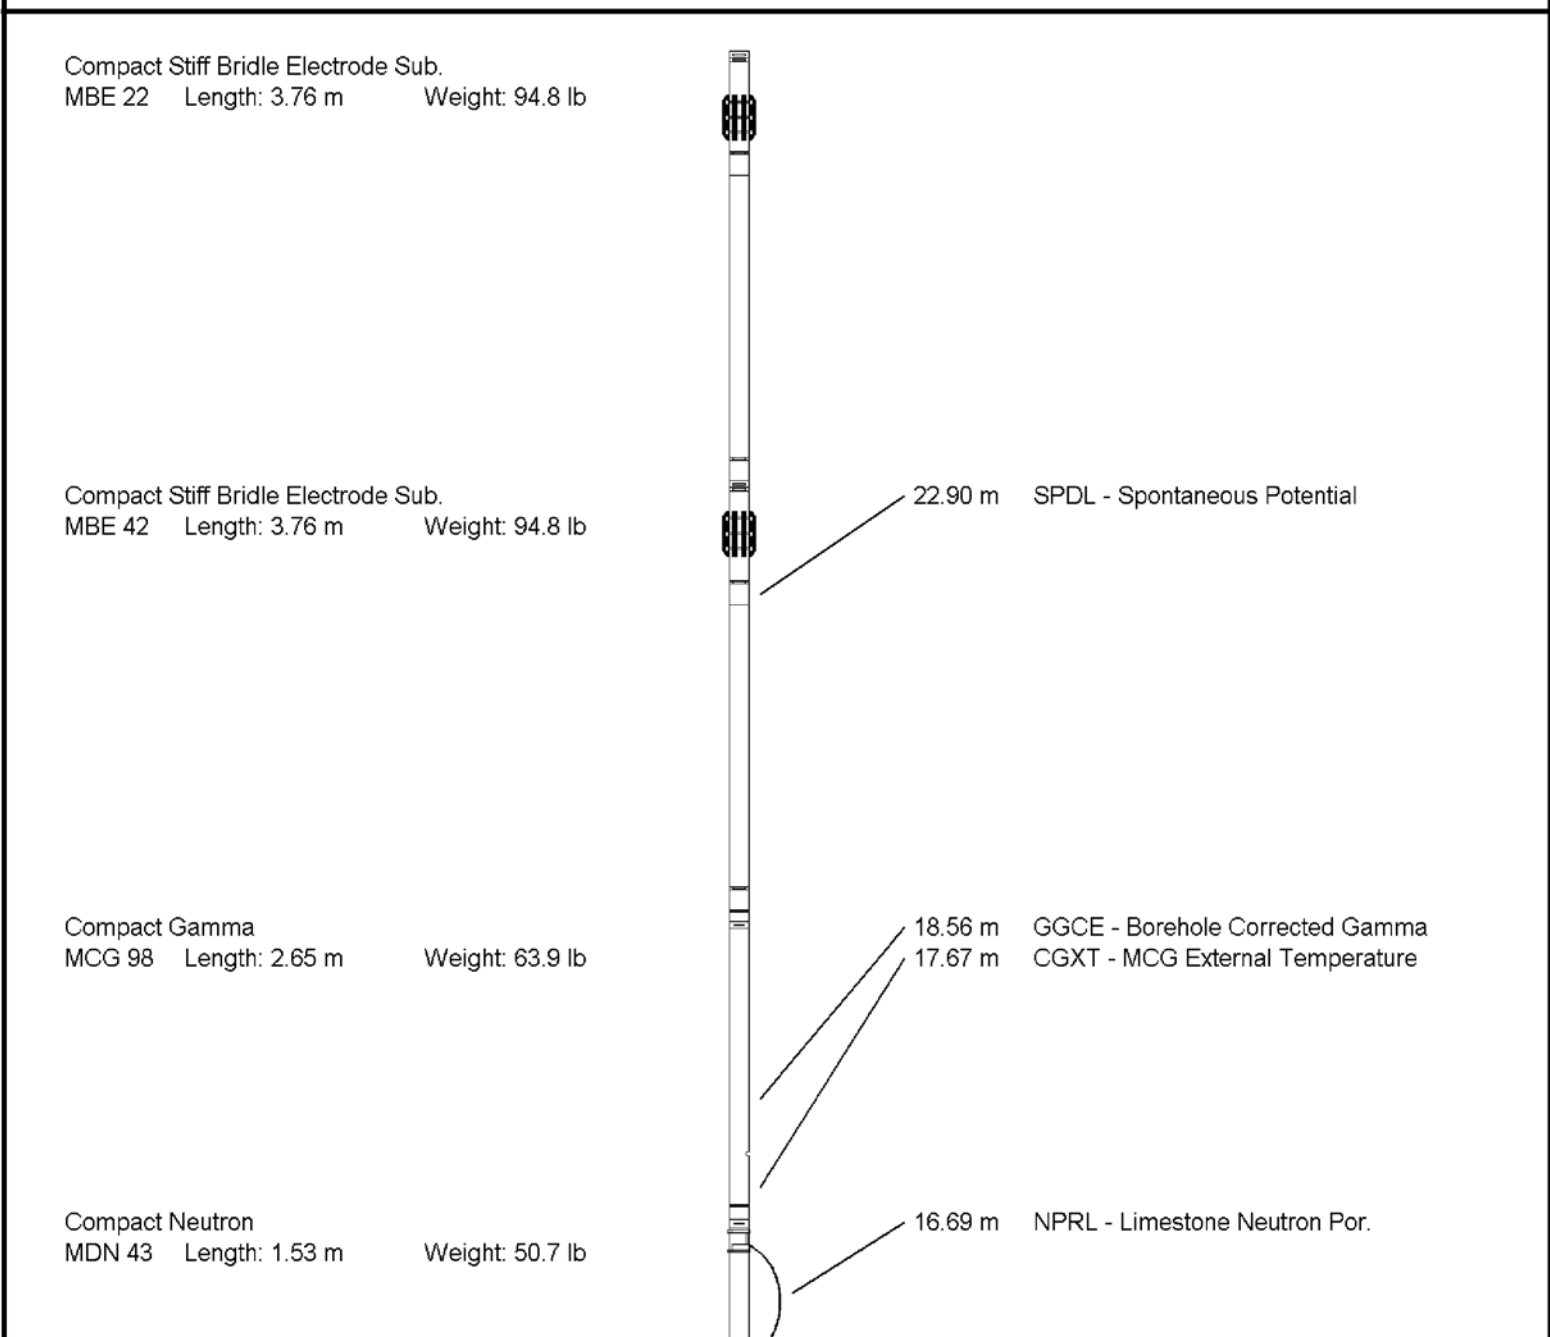 Compact Stiff Bridle Electrode Sub.
MBE 22 Length: 3.76 m Weight: 94.8 lb
Compact Stiff Bridle Electrode Sub.
22.90 m SPDL - Spontaneous Potential
MBE 42 Length: 3.76 m Weight: 94.8 lb
Compact Gamma
18.56 m GGCE - Borehole Corrected Gamma
MCG 98 Length: 2.65 m Weight: 63.9 lb
17.67 m CGXT - MCG External Temperature
Compact Neutron
16.69 m NPRL - Limestone Neutron Por.
MDN 43 Length: 1.53 m Weight: 50.7 lb